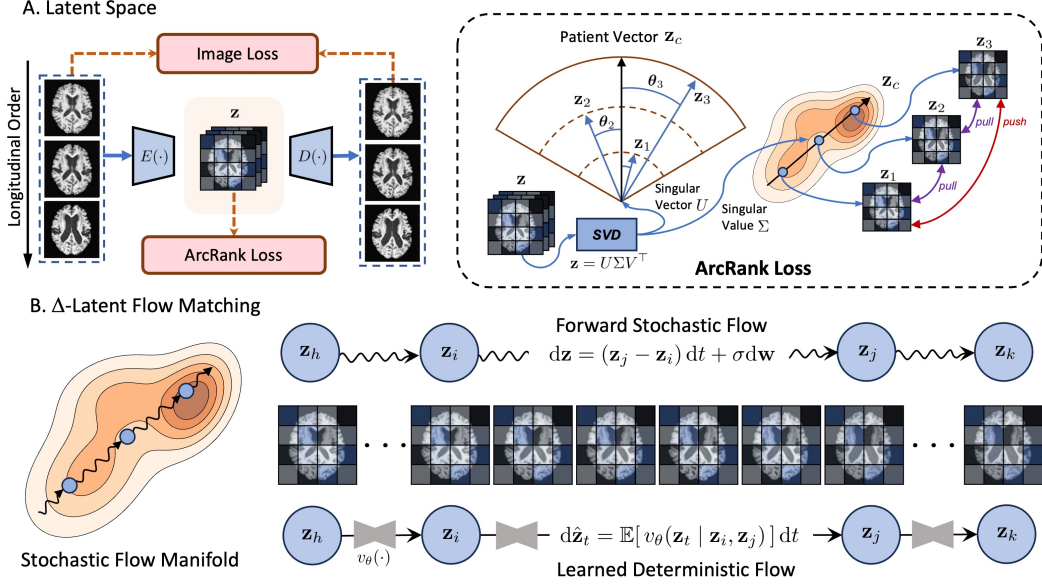 A. Latent Space
Longitudinal Order
Image Loss
E(·)
z
D(·)
ArcRank Loss
Patient Vector z_c
θ_3
z_3
z_2
θ_2
z_1
z
SVD
z = UΣV^⊤
Singular
Vector U
Singular
Value Σ
z_c
z_3
z_2
z_1
pull
push
pull
ArcRank Loss
B. Δ-Latent Flow Matching
Stochastic Flow Manifold
Forward Stochastic Flow
z_h
z_i
dz = (z_j − z_i) dt + σdw
z_j
z_k
z_h
v_θ(·)
z_i
dẑ_t = 𝔼[ v_θ(z_t | z_i, z_j) ] dt
z_j
z_k
Learned Deterministic Flow